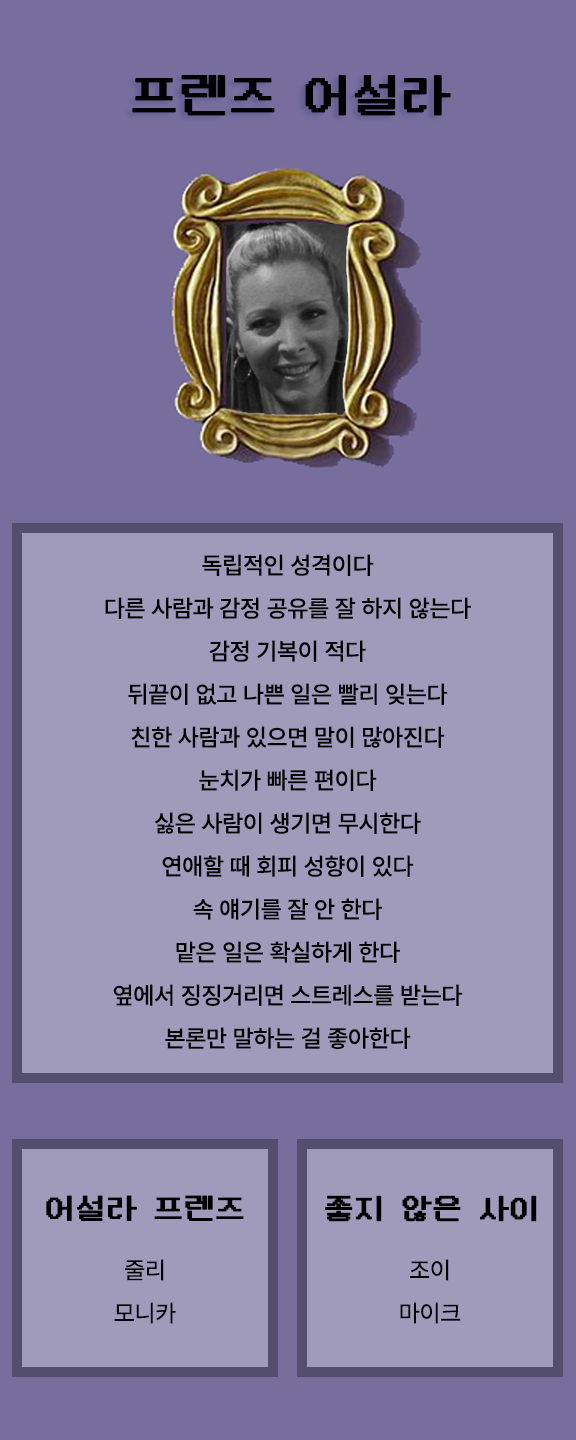 프렌즈 어설라
독립적인 성격이다
다른 사람과 감정 공유를 잘 하지 않는다
감정 기복이 적다
뒤끝이 없고 나쁜 일은 빨리 잊는다
친한 사람과 있으면 말이 많아진다
눈치가 빠른 편이다
싫은 사람이 생기면 무시한다
연애할 때 회피 성향이 있다
속 얘기를 잘 안 한다
맡은 일은 확실하게 한다
옆에서 징징거리면 스트레스를 받는다
본론만 말하는 걸 좋아한다
어설라 프렌즈
줄리
모니카
좋지 않은 사이
조이
마이크